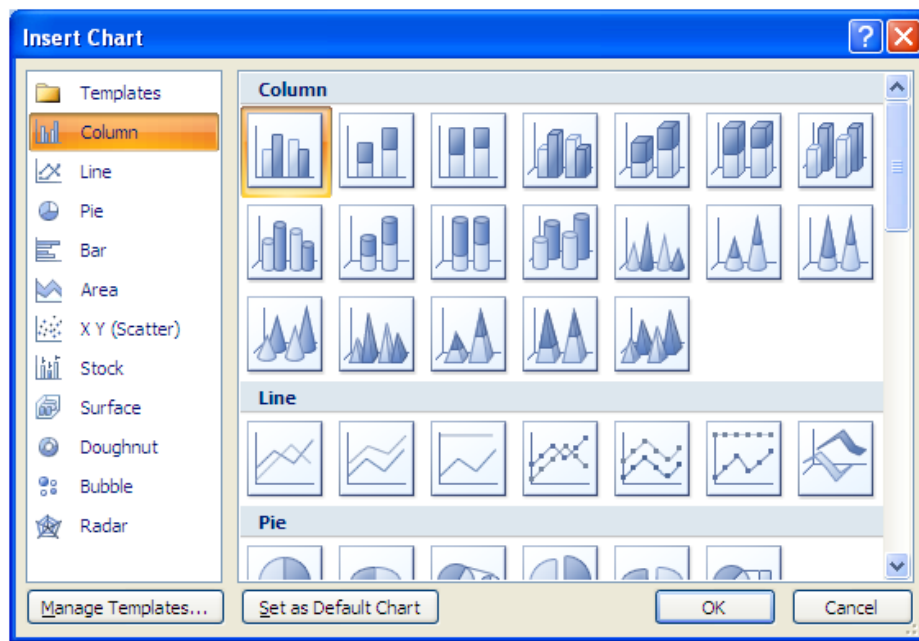 Insert Chart
Templates
Column
Line
Pie
Bar
Area
X Y (Scatter)
Stock
Surface
Doughnut
Bubble
Radar
Column
Line
Pie
Manage Templates...
Set as Default Chart
OK
Cancel